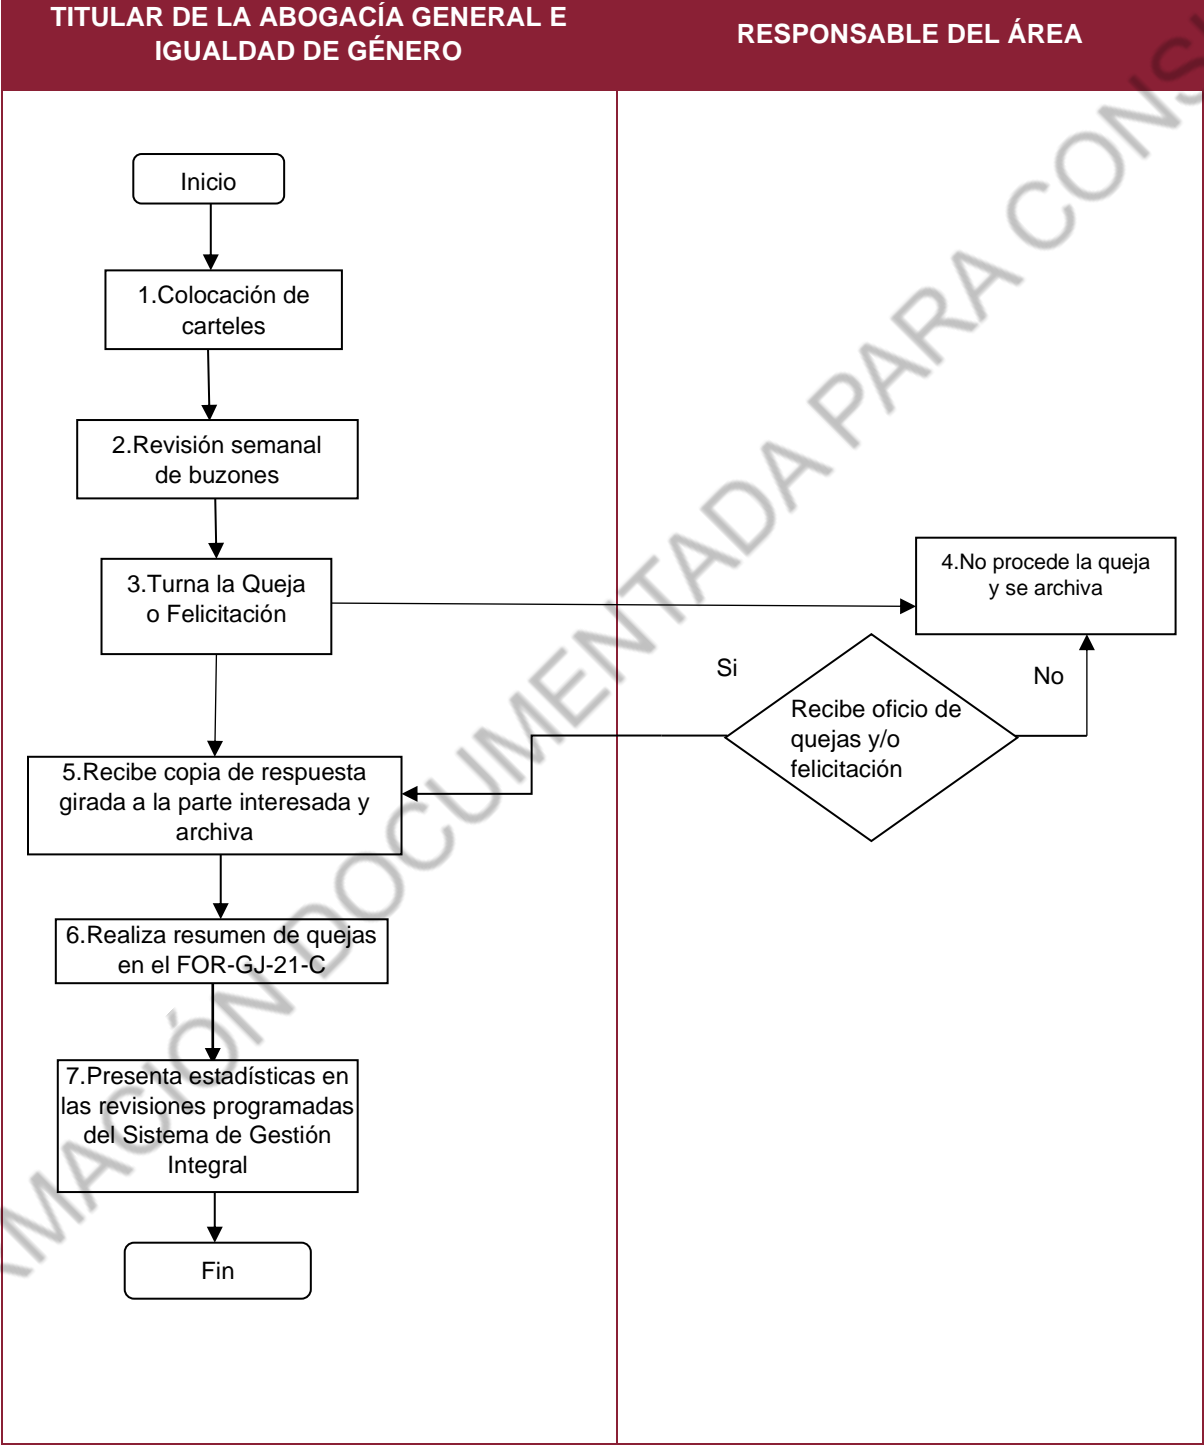 TITULAR DE LA ABOGACÍA GENERAL E
IGUALDAD DE GÉNERO
RESPONSABLE DEL ÁREA
Inicio
1.Colocación de
carteles
2.Revisión semanal
de buzones
3.Turna la Queja
o Felicitación
4.No procede la queja
y se archiva
Si
No
Recibe oficio de
quejas y/o
felicitación
5.Recibe copia de respuesta
girada a la parte interesada y
archiva
6.Realiza resumen de quejas
en el FOR-GJ-21-C
7.Presenta estadísticas en
las revisiones programadas
del Sistema de Gestión
Integral
Fin
DOCUMENTADA PARA